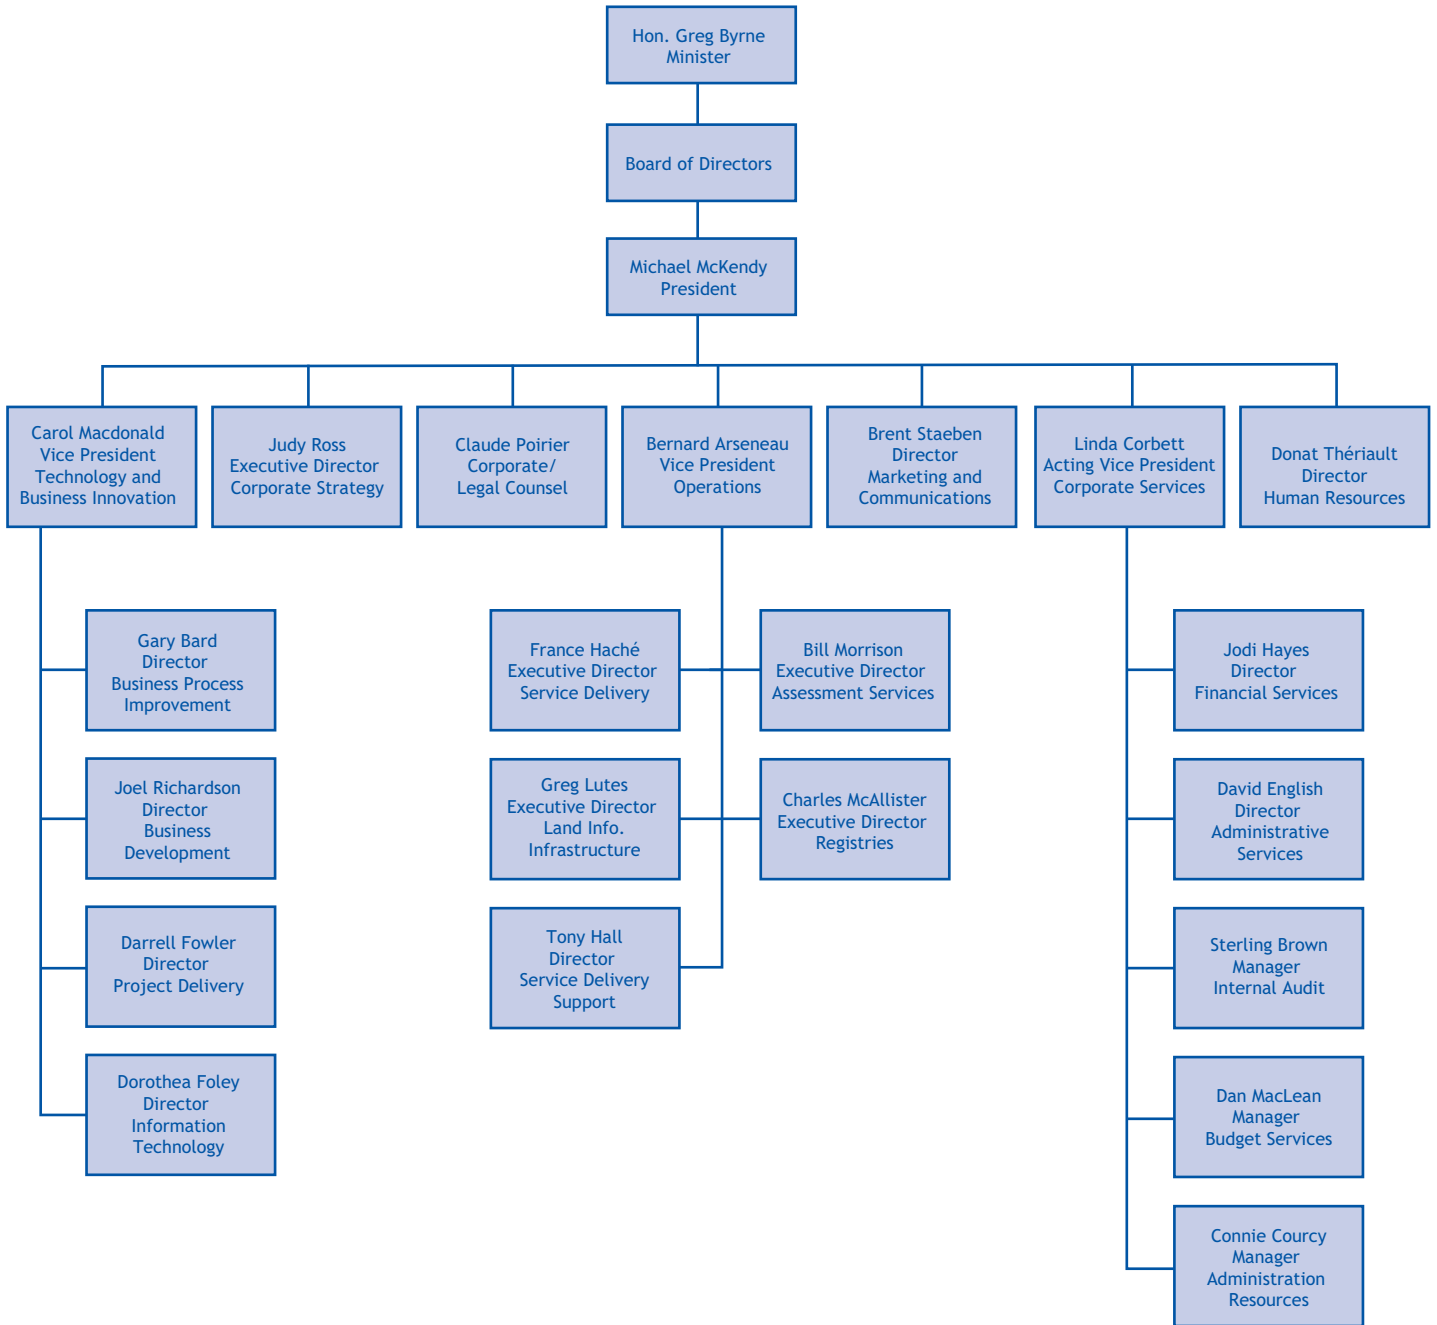 Hon. Greg Byrne
Minister
Board of Directors
Michael McKendy
President
Carol Macdonald
Vice President
Technology and
Business Innovation
Judy Ross
Executive Director
Corporate Strategy
Claude Poirier
Corporate/
Legal Counsel
Bernard Arseneau
Vice President
Operations
Brent Staeben
Director
Marketing and
Communications
Linda Corbett
Acting Vice President
Corporate Services
Donat Thériault
Director
Human Resources
Gary Bard
Director
Business Process
Improvement
Joel Richardson
Director
Business
Development
Darrell Fowler
Director
Project Delivery
Dorothea Foley
Director
Information
Technology
France Haché
Executive Director
Service Delivery
Bill Morrison
Executive Director
Assessment Services
Greg Lutes
Executive Director
Land Info.
Infrastructure
Charles McAllister
Executive Director
Registries
Tony Hall
Director
Service Delivery
Support
Jodi Hayes
Director
Financial Services
David English
Director
Administrative
Services
Sterling Brown
Manager
Internal Audit
Dan MacLean
Manager
Budget Services
Connie Courcy
Manager
Administration
Resources